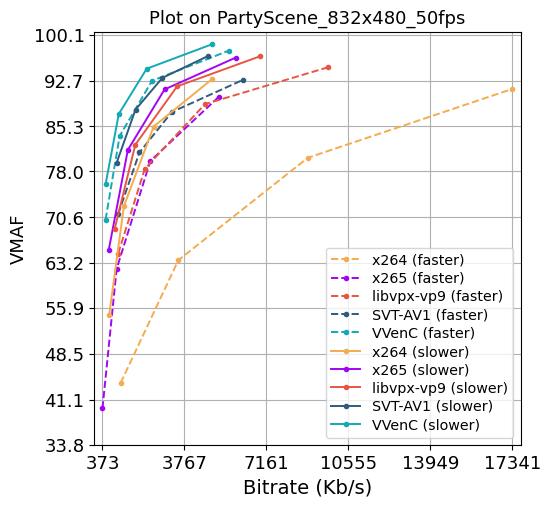 Plot on PartyScene_832x480_50fps
100.1
92.7
85.3
78.0
70.6
63.2
55.9
48.5
41.1
33.8
VMAF
x264 (faster)
x265 (faster)
libvpx-vp9 (faster)
SVT-AV1 (faster)
VVenC (faster)
x264 (slower)
x265 (slower)
libvpx-vp9 (slower)
SVT-AV1 (slower)
VVenC (slower)
373 3767 7161 10555 13949 17341
Bitrate (Kb/s)